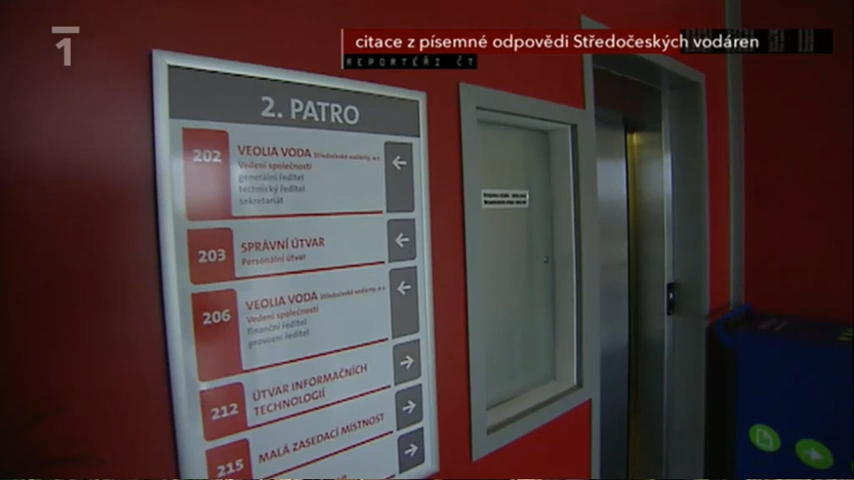 1
citace z písemné odpovědi Středočeských vodáren
REPORTÉŘI ČT
2. PATRO
202
VEOLIA VODA Středočeské vodárny, a.s.
Vedení společnosti
generální ředitel
technický ředitel
sekretariát
203
SPRÁVNÍ ÚTVAR
Personální útvar
206
VEOLIA VODA Středočeské vodárny, a.s.
Vedení společnosti
finanční ředitel
provozní ředitel
212
ÚTVAR INFORMAČNÍCH
TECHNOLOGIÍ
215
MALÁ ZASEDACÍ MÍSTNOST